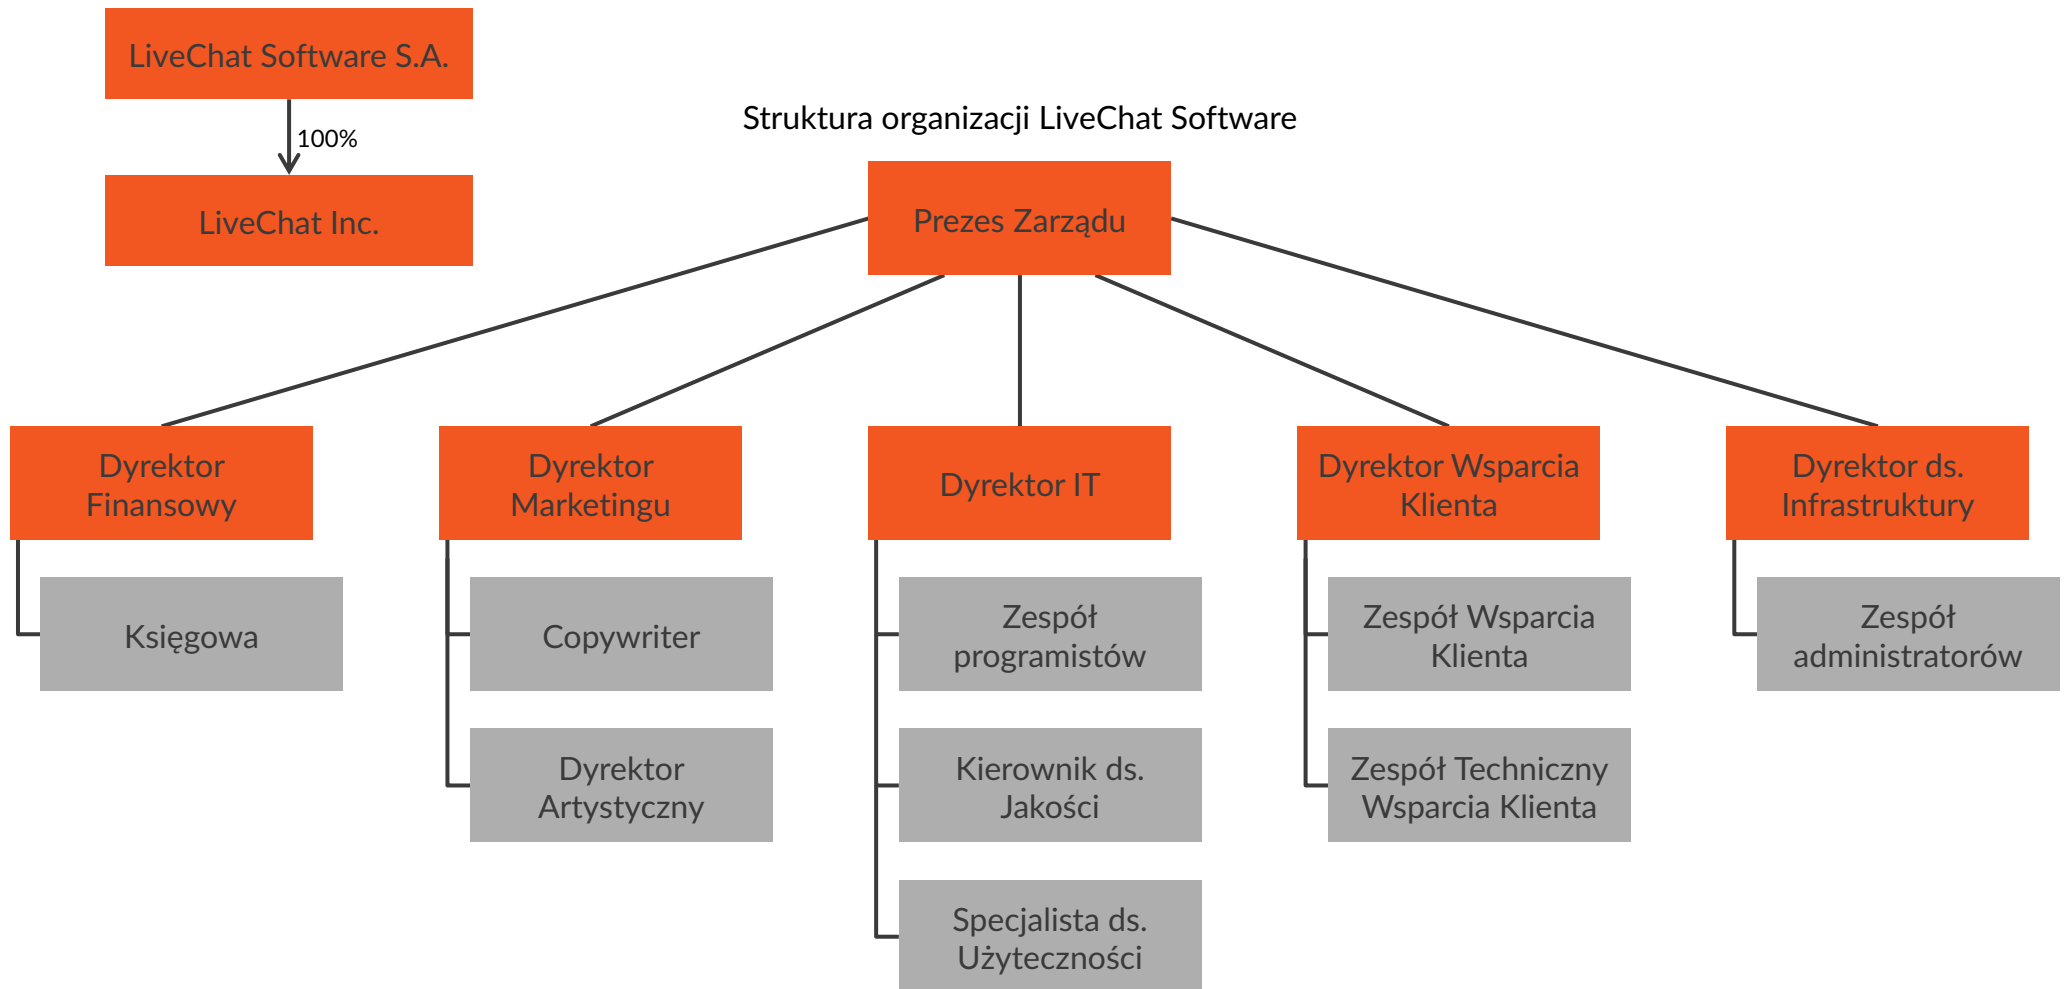 LiveChat Software S.A.
100%
LiveChat Inc.
Struktura organizacji LiveChat Software
Prezes Zarządu
Dyrektor
Finansowy
Księgowa
Dyrektor
Marketingu
Copywriter
Dyrektor
Artystyczny
Dyrektor IT
Zespół
programistów
Kierownik ds.
Jakości
Specjalista ds.
Użyteczności
Dyrektor Wsparcia
Klienta
Zespół Wsparcia
Klienta
Zespół Techniczny
Wsparcia Klienta
Dyrektor ds.
Infrastruktury
Zespół
administratorów